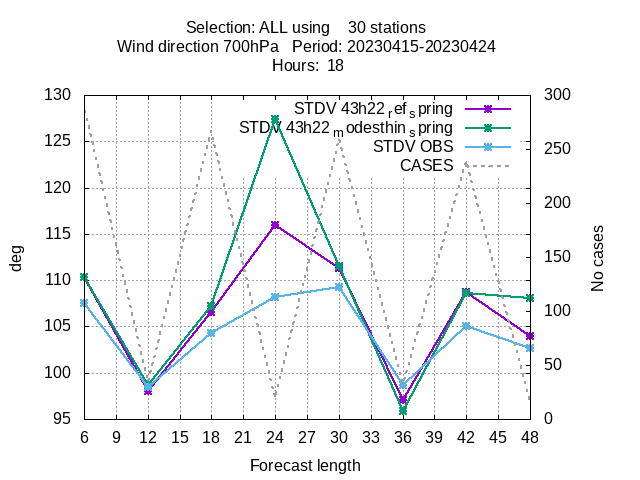 Selection: ALL using 30 stations
Wind direction 700hPa Period: 20230415-20230424
Hours: 18
STDV 43h22_ref_spring
STDV 43h22_modesthin_spring
STDV OBS
CASES
130
125
120
115
110
105
100
95
deg
300
250
200
150
100
50
0
No cases
6 9 12 15 18 21 24 27 30 33 36 39 42 45 48
Forecast length